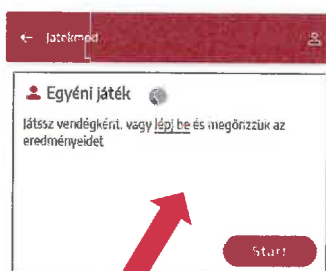 ← Játékmód
Egyéni játék
Játssz vendégként, vagy lépj be és megőrizzük az
eredményeidet
Start